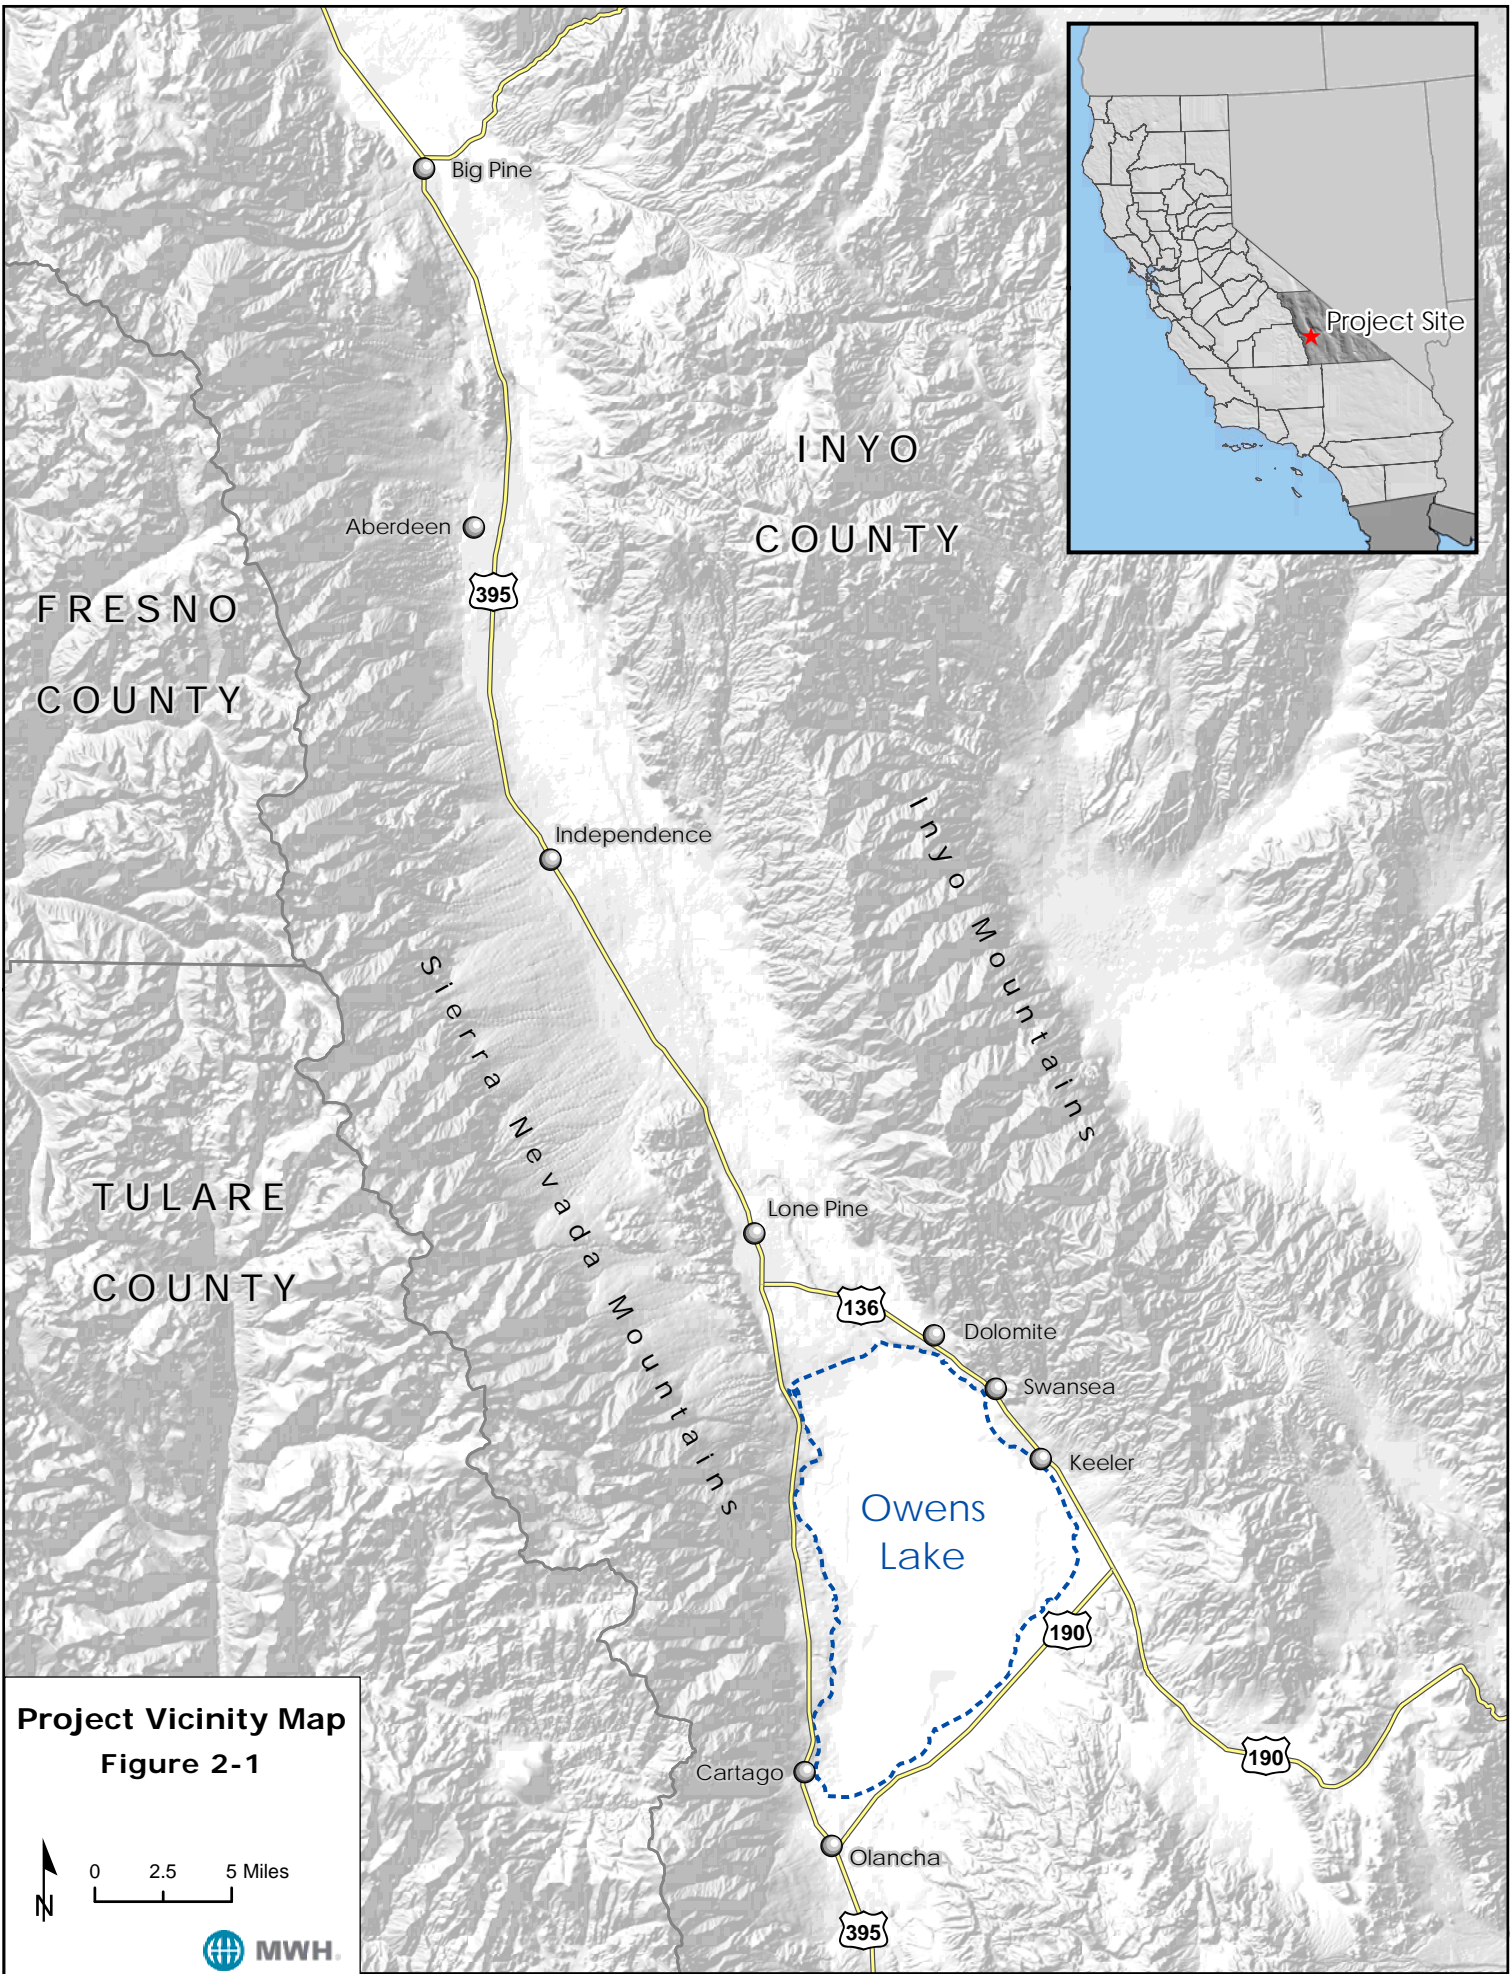 Big Pine
Project Site
INYO
COUNTY
Aberdeen
395
FRESNO
COUNTY
Independence
Inyo Mountains
Sierra Nevada Mountains
TULARE
COUNTY
Lone Pine
136
Dolomite
Swansea
Keeler
Owens
Lake
190
Project Vicinity Map
Figure 2-1
190
Cartago
Olancha
0 2.5 5 Miles
N
395
MWH